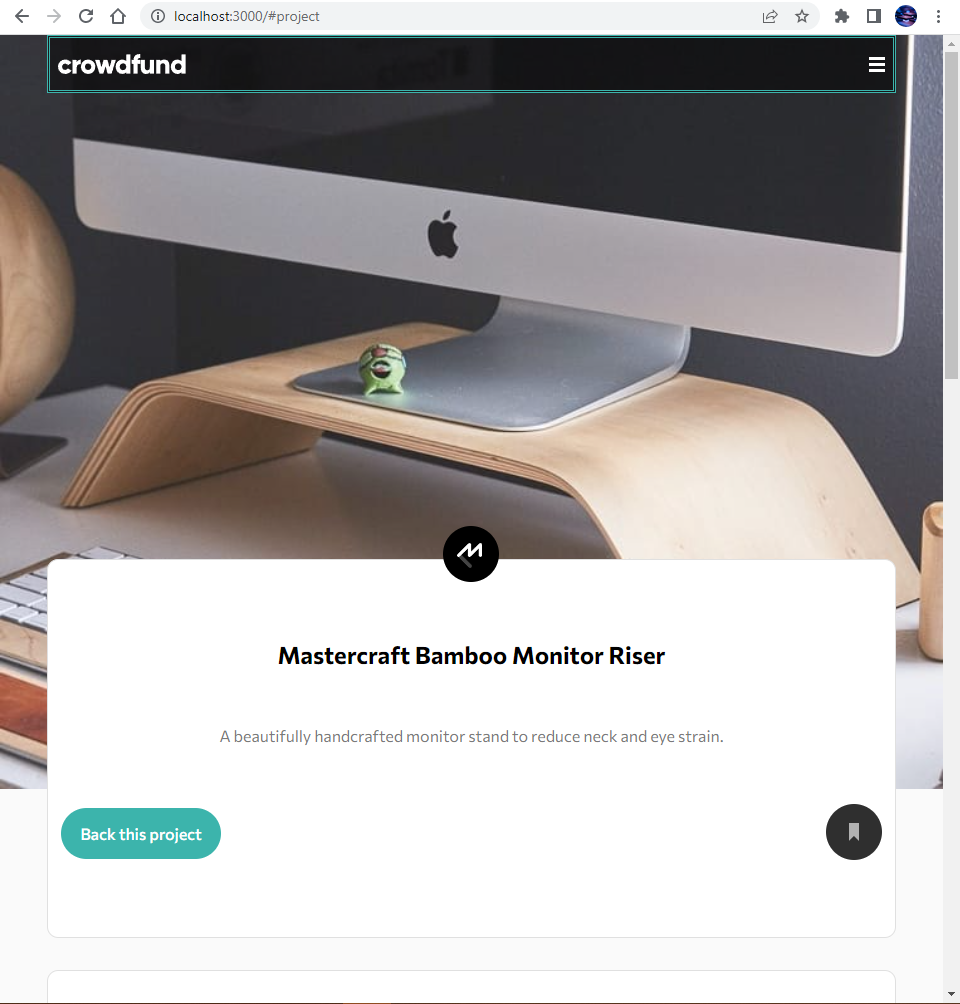 localhost:3000/#project
crowdfund
Mastercraft Bamboo Monitor Riser
A beautifully handcrafted monitor stand to reduce neck and eye strain.
Back this project